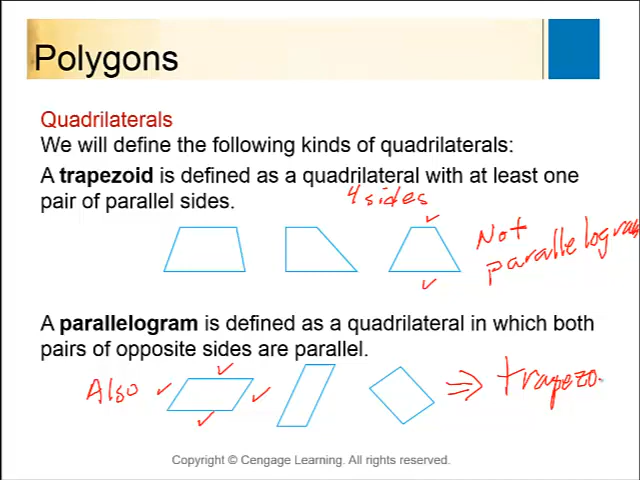 Polygons
Quadrilaterals
We will define the following kinds of quadrilaterals:
A trapezoid is defined as a quadrilateral with at least one
pair of parallel sides.
4 sides
Not
parallelograms
A parallelogram is defined as a quadrilateral in which both
pairs of opposite sides are parallel.
Also
⇒ trapezo
Copyright © Cengage Learning. All rights reserved.